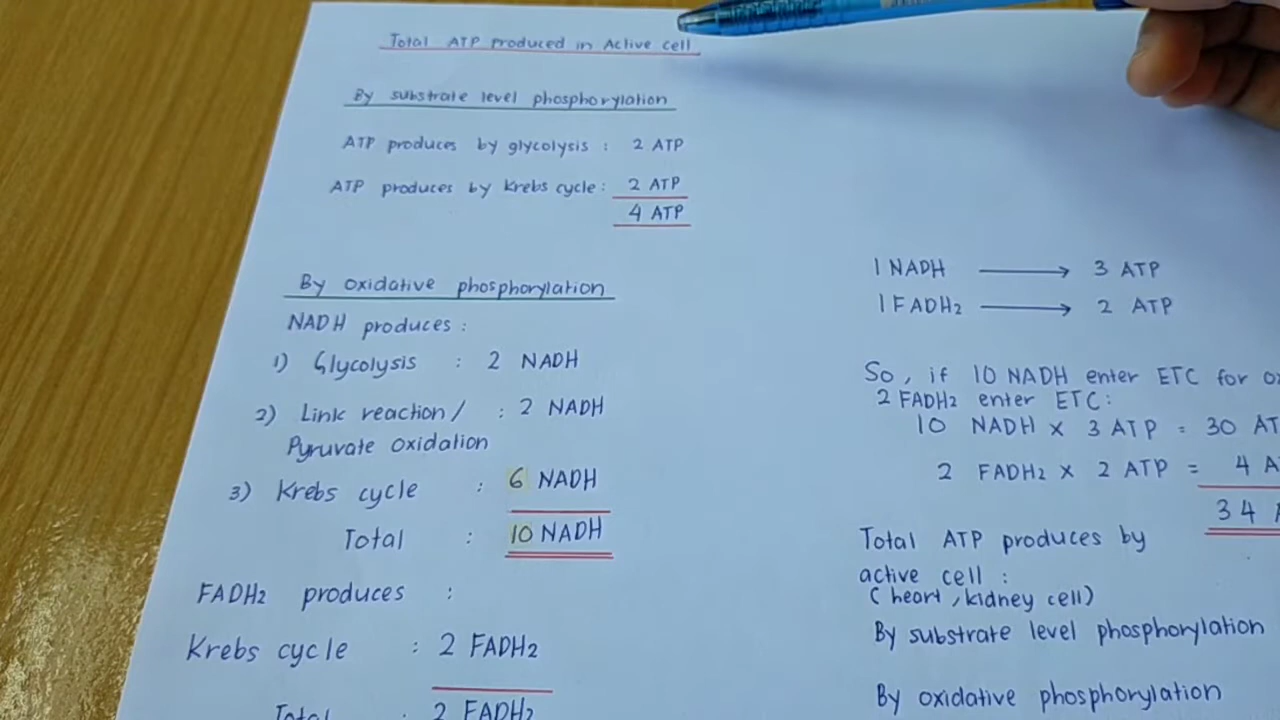 Total ATP produced in Active cell
By substrate level phosphorylation
ATP produces by glycolysis : 2 ATP
ATP produces by Krebs cycle : 2 ATP
4 ATP
By oxidative phosphorylation
NADH produces :
1) Glycolysis : 2 NADH
2) Link reaction / : 2 NADH
Pyruvate oxidation
3) Krebs cycle : 6 NADH
Total : 10 NADH
FADH2 produces :
Krebs cycle : 2 FADH2
Total : 2 FADH2
1 NADH → 3 ATP
1 FADH2 → 2 ATP
So, if 10 NADH enter ETC for
2 FADH2 enter ETC:
10 NADH x 3 ATP = 30 AT
2 FADH2 x 2 ATP = 4 A
34
Total ATP produces by
active cell :
(heart, kidney cell)
By substrate level phosphorylation
By oxidative phosphorylation